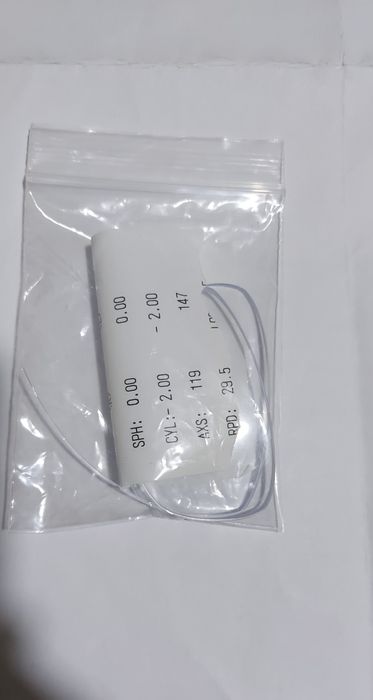 SPH: 0.00 0.00
CYL:- 2.00 - 2.00
AXS: 119 147
RPD: 29.5